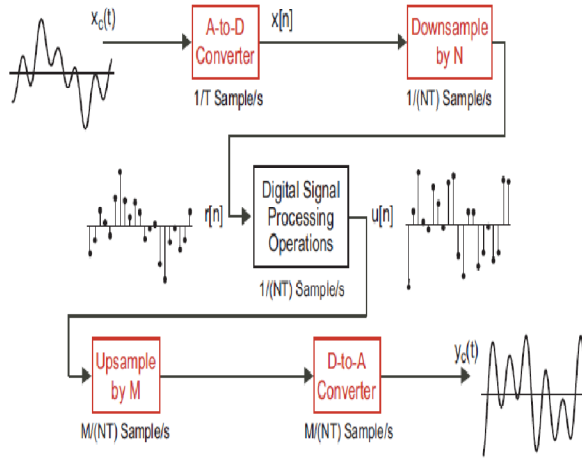 x_c(t)
A-to-D
Converter
x[n]
Downsample
by N
1/T Sample/s
1/(NT) Sample/s
r[n]
Digital Signal
Processing
Operations
u[n]
1/(NT) Sample/s
Upsample
by M
D-to-A
Converter
y_c(t)
M/(NT) Sample/s
M/(NT) Sample/s